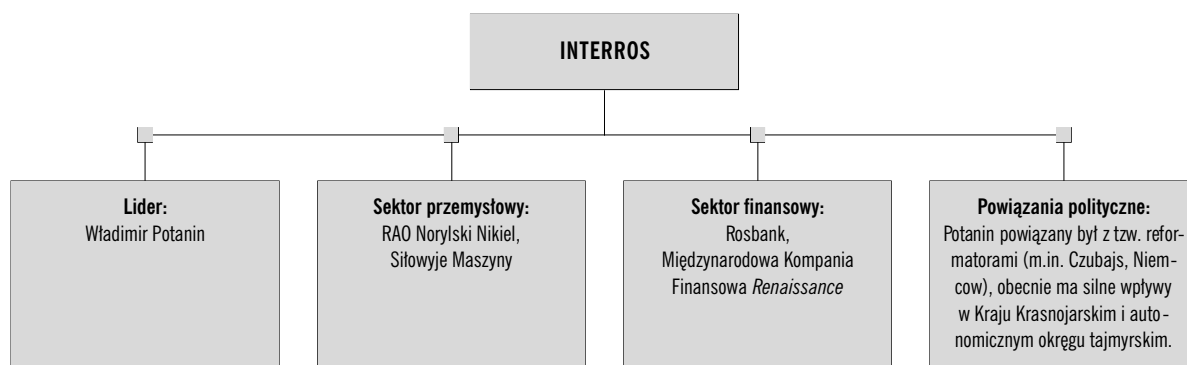 INTERROS
Lider:
Władimir Potanin
Sektor przemysłowy:
RAO Norylski Nikiel,
Siłowyje Maszyny
Sektor finansowy:
Rosbank,
Międzynarodowa Kompania
Finansowa Renaissance
Powiązania polityczne:
Potanin powiązany był z tzw. refor-
matorami (m.in. Czubajs, Niem-
cow), obecnie ma silne wpływy
w Kraju Krasnojarskim i auto-
nomicznym okręgu tajmyrskim.